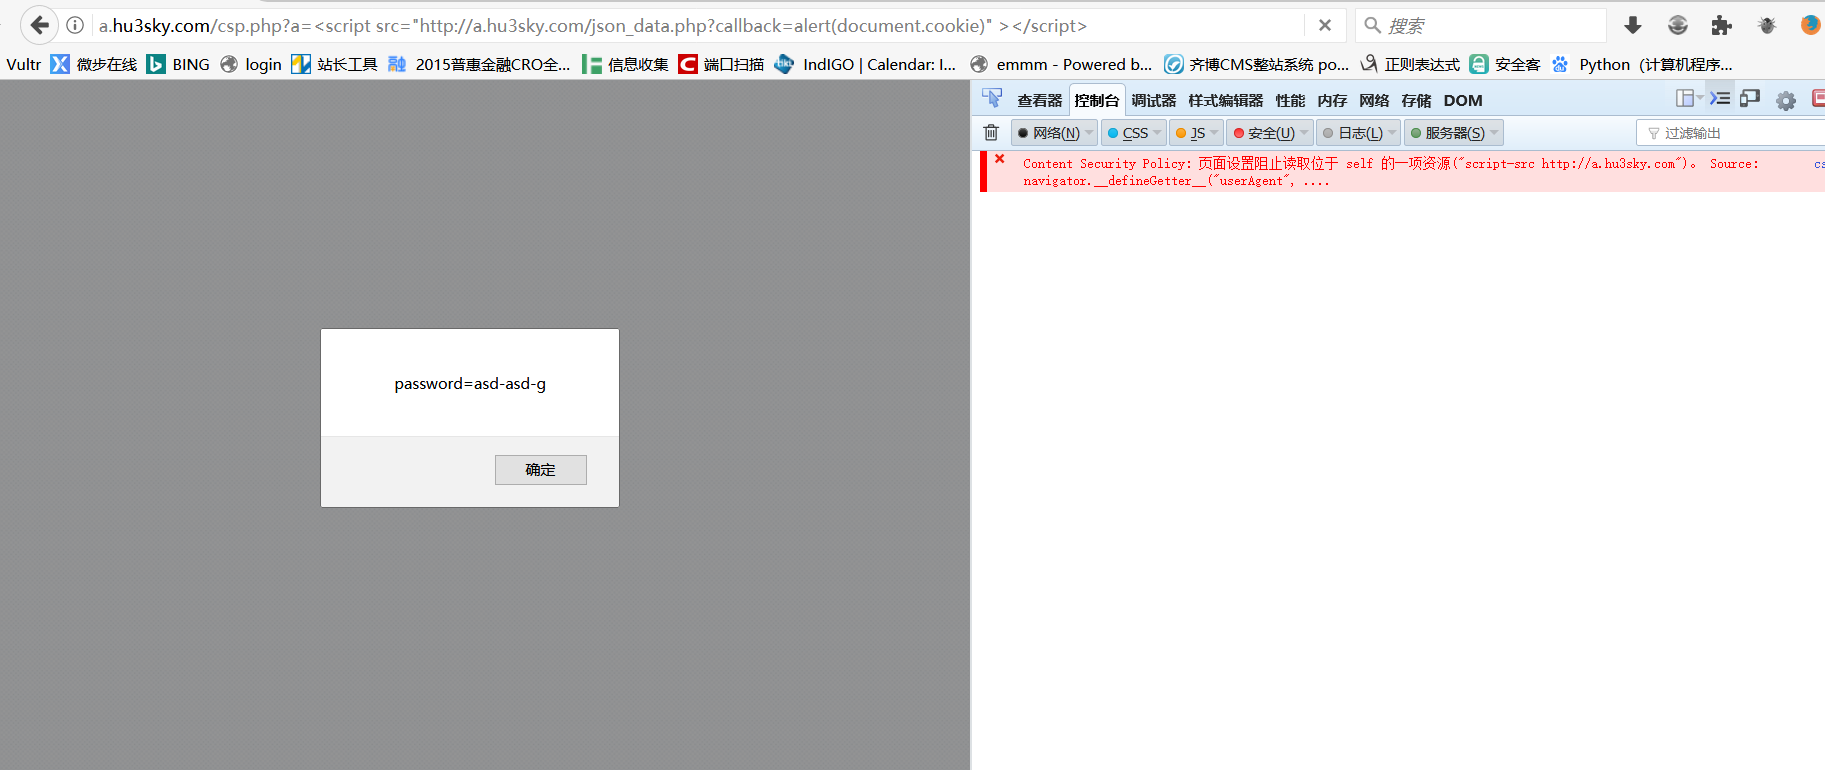 a.hu3sky.com/csp.php?a=<script src="http://a.hu3sky.com/json_data.php?callback=alert(document.cookie)" ></script>
搜索
Vultr 微步在线 BING login 站长工具 2015普惠金融CRO全... 信息收集 端口扫描 IndIGO | Calendar: I... emmm - Powered b... 齐博CMS整站系统 po... 正则表达式 安全客 Python（计算机程序...
查看器 控制台 调试器 样式编辑器 性能 内存 网络 存储 DOM
网络(N) CSS JS 安全(U) 日志(L) 服务器(S) 过滤输出
Content Security Policy: 页面设置阻止读取位于 self 的一项资源("script-src http://a.hu3sky.com")。 Source: cs
navigator.__defineGetter__("userAgent", ....
password=asd-asd-g
确定